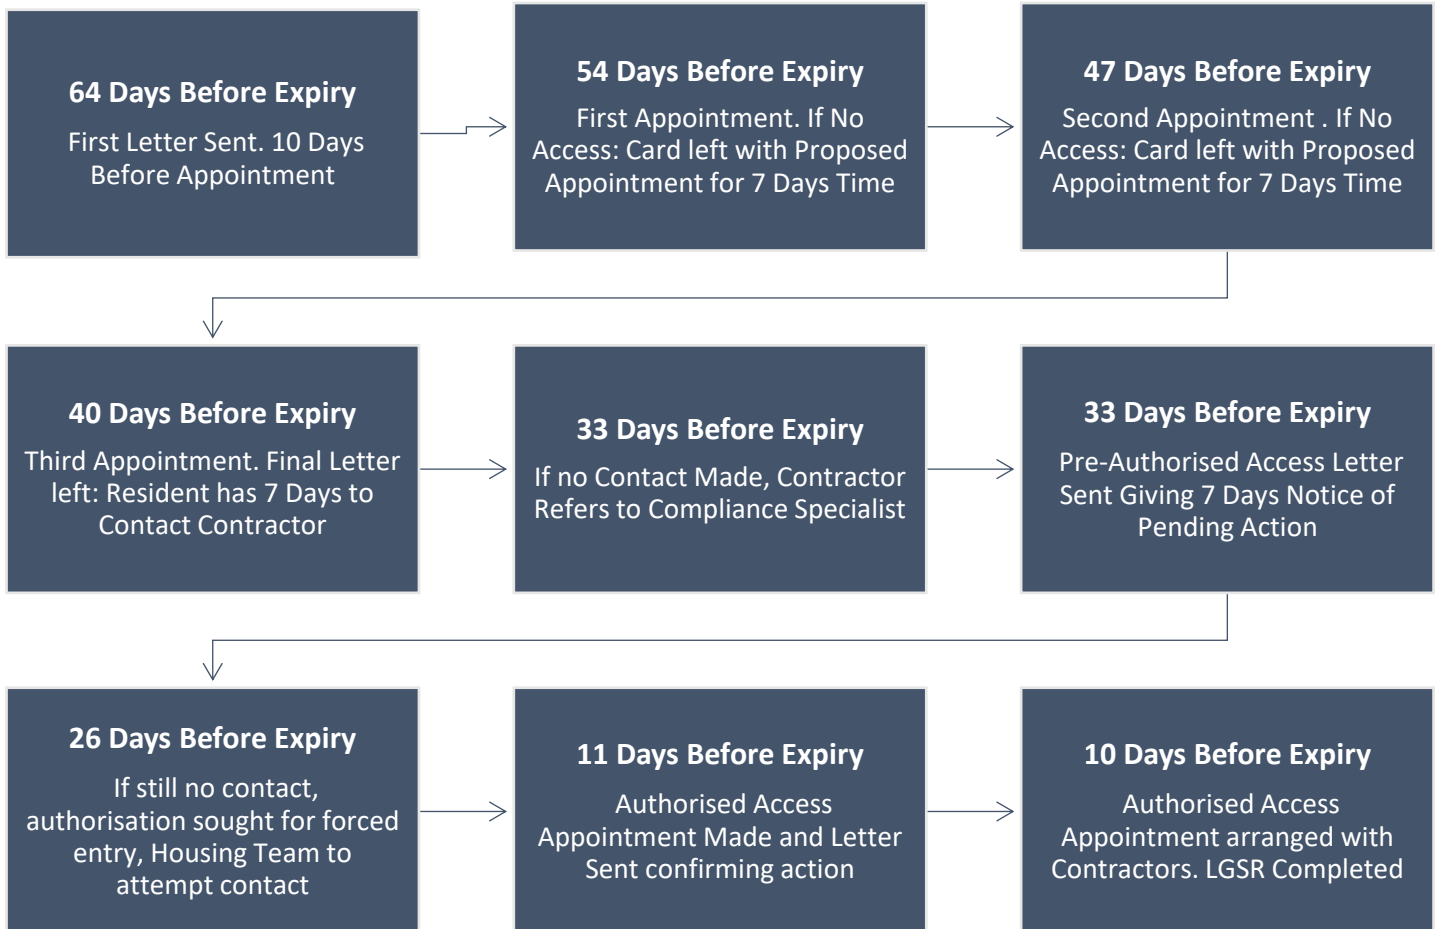 64 Days Before Expiry
First Letter Sent. 10 Days
Before Appointment
54 Days Before Expiry
First Appointment. If No
Access: Card left with Proposed
Appointment for 7 Days Time
47 Days Before Expiry
Second Appointment . If No
Access: Card left with Proposed
Appointment for 7 Days Time
40 Days Before Expiry
Third Appointment. Final Letter
left: Resident has 7 Days to
Contact Contractor
33 Days Before Expiry
If no Contact Made, Contractor
Refers to Compliance Specialist
33 Days Before Expiry
Pre-Authorised Access Letter
Sent Giving 7 Days Notice of
Pending Action
26 Days Before Expiry
If still no contact,
authorisation sought for forced
entry, Housing Team to
attempt contact
11 Days Before Expiry
Authorised Access
Appointment Made and Letter
Sent confirming action
10 Days Before Expiry
Authorised Access
Appointment arranged with
Contractors. LGSR Completed